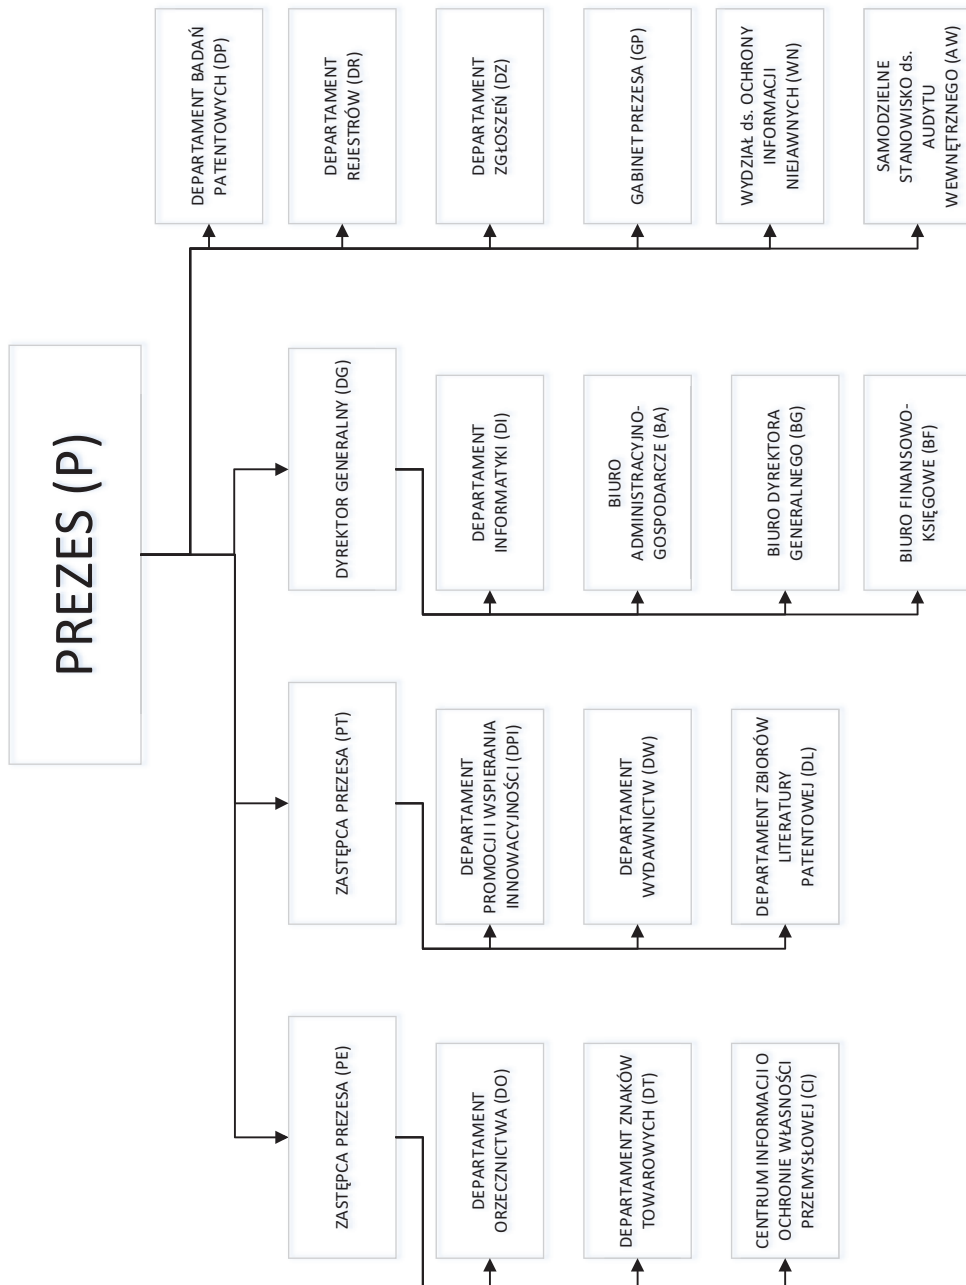 PREZES (P)
ZASTĘPCA PREZESA (PE)
DEPARTAMENT
ORZECZNICTWA (DO)
DEPARTAMENT ZNAKÓW
TOWAROWYCH (DT)
CENTRUM INFORMACJI O
OCHRONIE WŁASNOŚCI
PRZEMYSŁOWEJ (CI)
ZASTĘPCA PREZESA (PT)
DEPARTAMENT
PROMOCJI I WSPIERANIA
INNOWACYJNOŚCI (DPI)
DEPARTAMENT
WYDAWNICTW (DW)
DEPARTAMENT ZBIORÓW
LITERATURY
PATENTOWEJ (DL)
DYREKTOR GENERALNY (DG)
DEPARTAMENT
INFORMATYKI (DI)
BIURO
ADMINISTRACYJNO-
GOSPODARCZE (BA)
BIURO DYREKTORA
GENERALNEGO (BG)
BIURO FINANSOWO-
KSIĘGOWE (BF)
DEPARTAMENT BADAŃ
PATENTOWYCH (DP)
DEPARTAMENT
REJESTRÓW (DR)
DEPARTAMENT
ZGŁOSZEŃ (DZ)
GABINET PREZESA (GP)
WYDZIAŁ ds. OCHRONY
INFORMACJI
NIEJAWNYCH (WN)
SAMODZIELNE
STANOWISKO ds.
AUDYTU
WEWNĘTRZNEGO (AW)